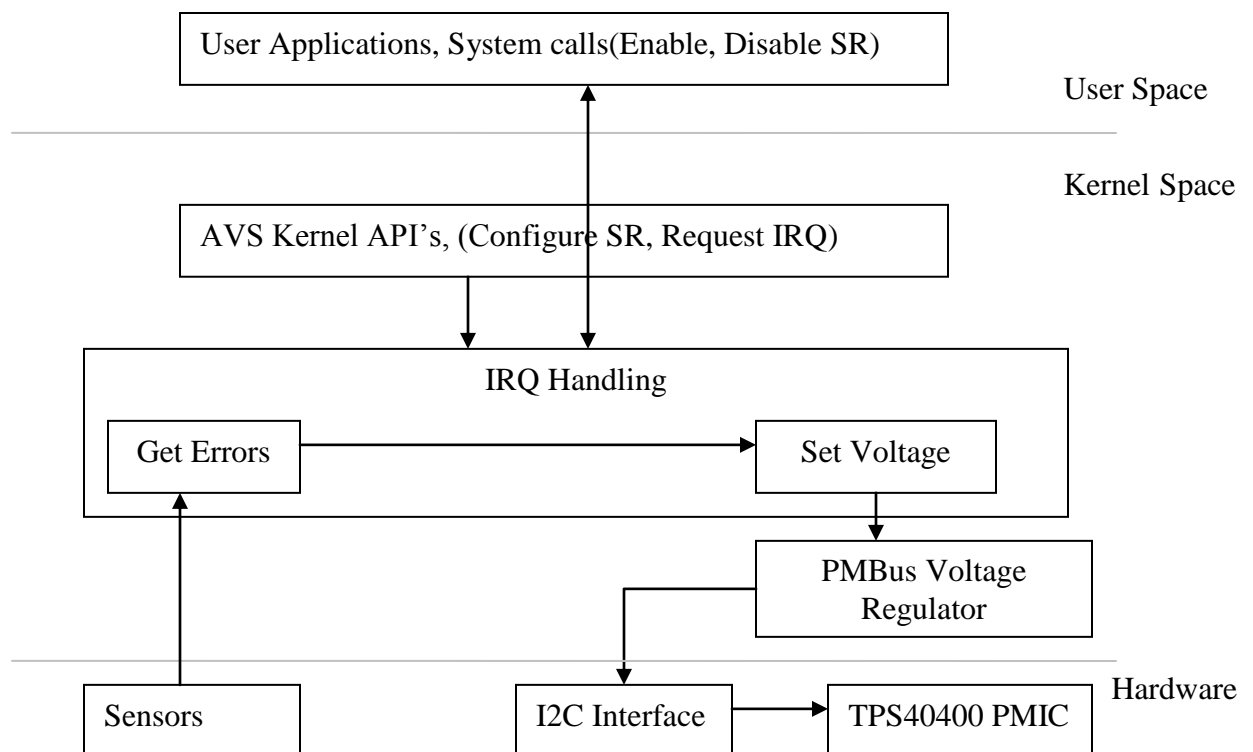 User Applications, System calls(Enable, Disable SR)
User Space
Kernel Space
AVS Kernel API’s, (Configure SR, Request IRQ)
IRQ Handling
Get Errors
Set Voltage
PMBus Voltage
Regulator
Hardware
Sensors
I2C Interface
TPS40400 PMIC